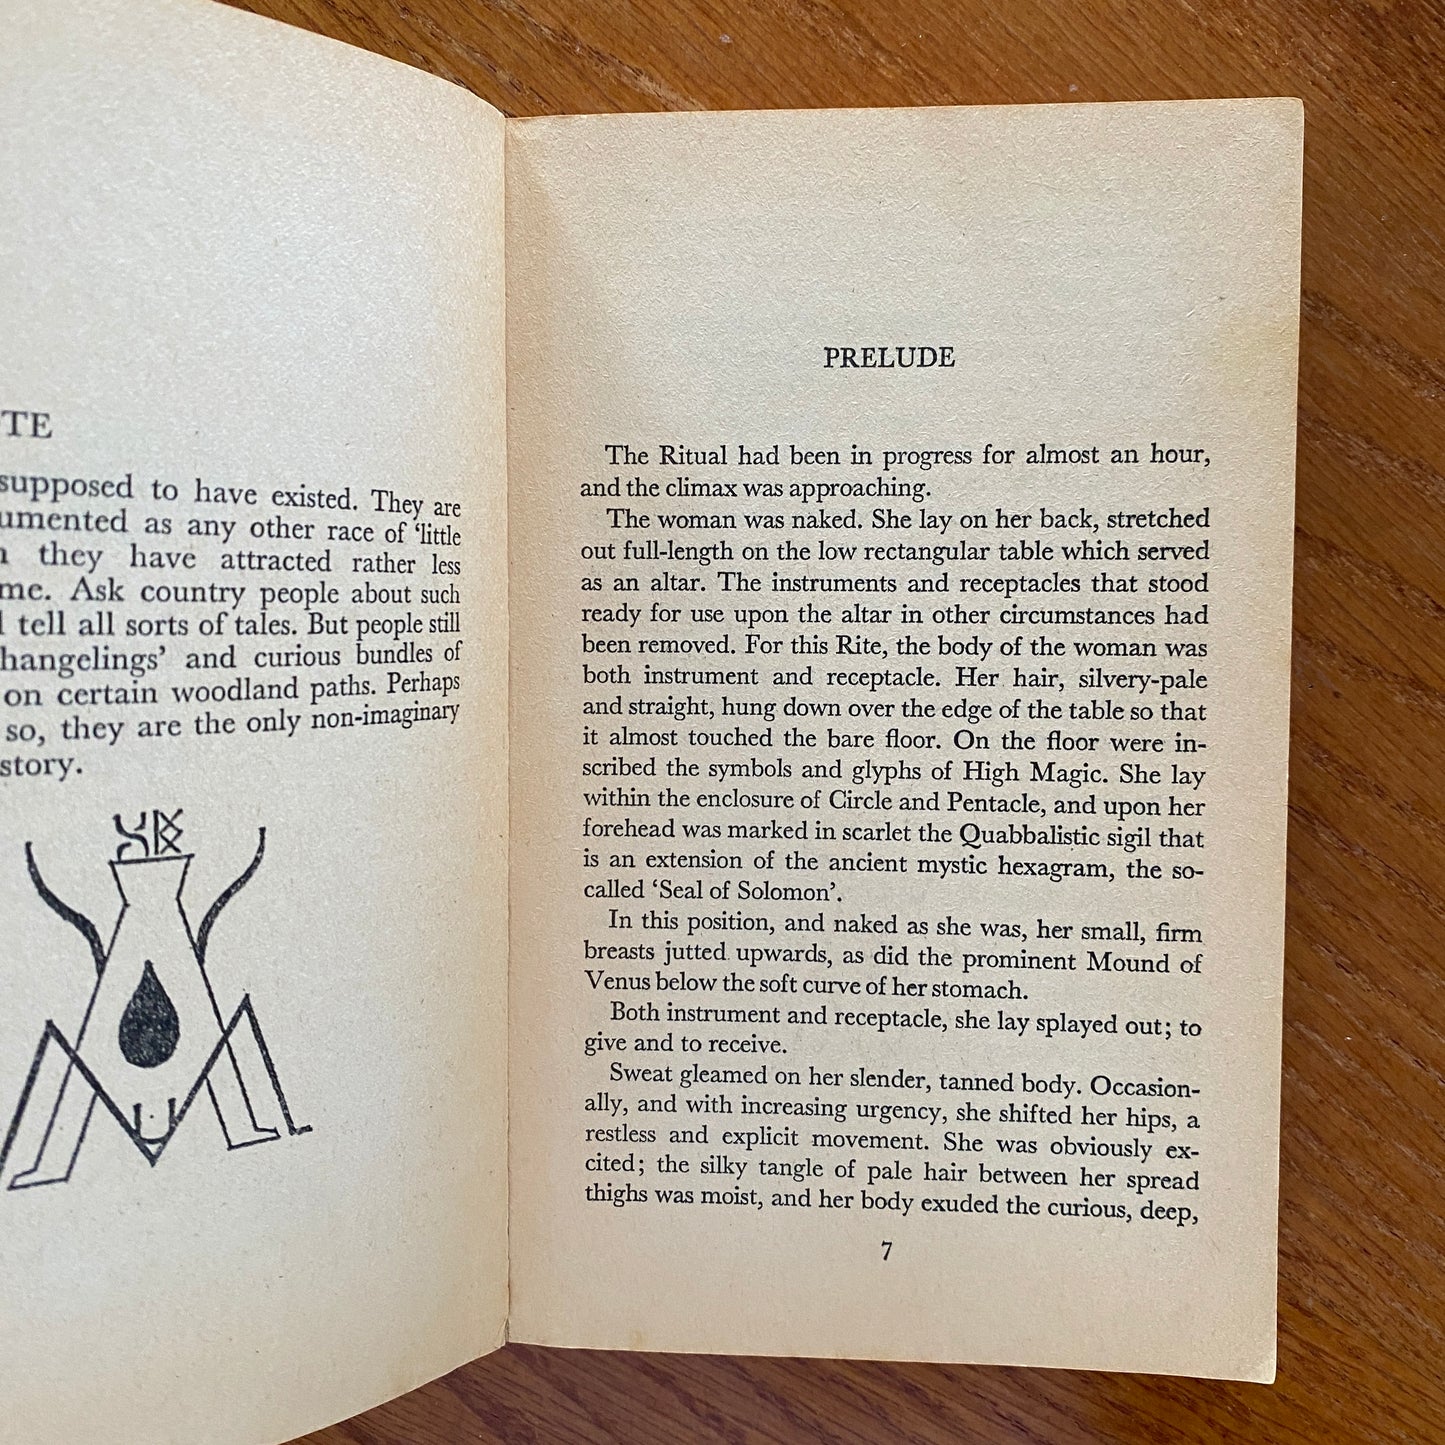 TE
supposed to have existed. They are
umented as any other race of 'little
they have attracted rather less
me. Ask country people about such
tell all sorts of tales. But people still
hangelings' and curious bundles of
on certain woodland paths. Perhaps
so, they are the only non-imaginary
story.
PRELUDE
The Ritual had been in progress for almost an hour,
and the climax was approaching.
The woman was naked. She lay on her back, stretched
out full-length on the low rectangular table which served
as an altar. The instruments and receptacles that stood
ready for use upon the altar in other circumstances had
been removed. For this Rite, the body of the woman was
both instrument and receptacle. Her hair, silvery-pale
and straight, hung down over the edge of the table so that
it almost touched the bare floor. On the floor were in-
scribed the symbols and glyphs of High Magic. She lay
within the enclosure of Circle and Pentacle, and upon her
forehead was marked in scarlet the Quabbalistic sigil that
is an extension of the ancient mystic hexagram, the so-
called 'Seal of Solomon'.
In this position, and naked as she was, her small, firm
breasts jutted upwards, as did the prominent Mound of
Venus below the soft curve of her stomach.
Both instrument and receptacle, she lay splayed out; to
give and to receive.
Sweat gleamed on her slender, tanned body. Occasion-
ally, and with increasing urgency, she shifted her hips, a
restless and explicit movement. She was obviously ex-
cited; the silky tangle of pale hair between her spread
thighs was moist, and her body exuded the curious, deep,
7